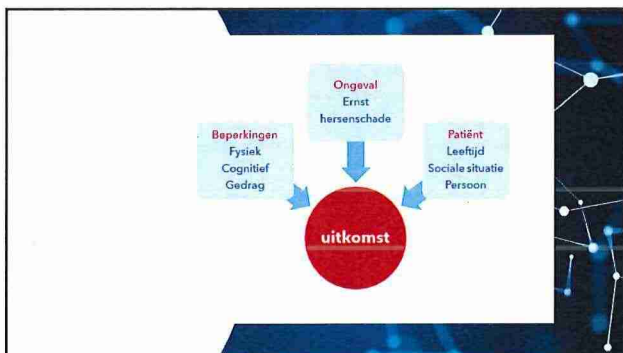 Ongeval
Ernst
hersenschade
Beperkingen
Fysiek
Cognitief
Gedrag
Patiënt
Leeftijd
Sociale situatie
Persoon
uitkomst